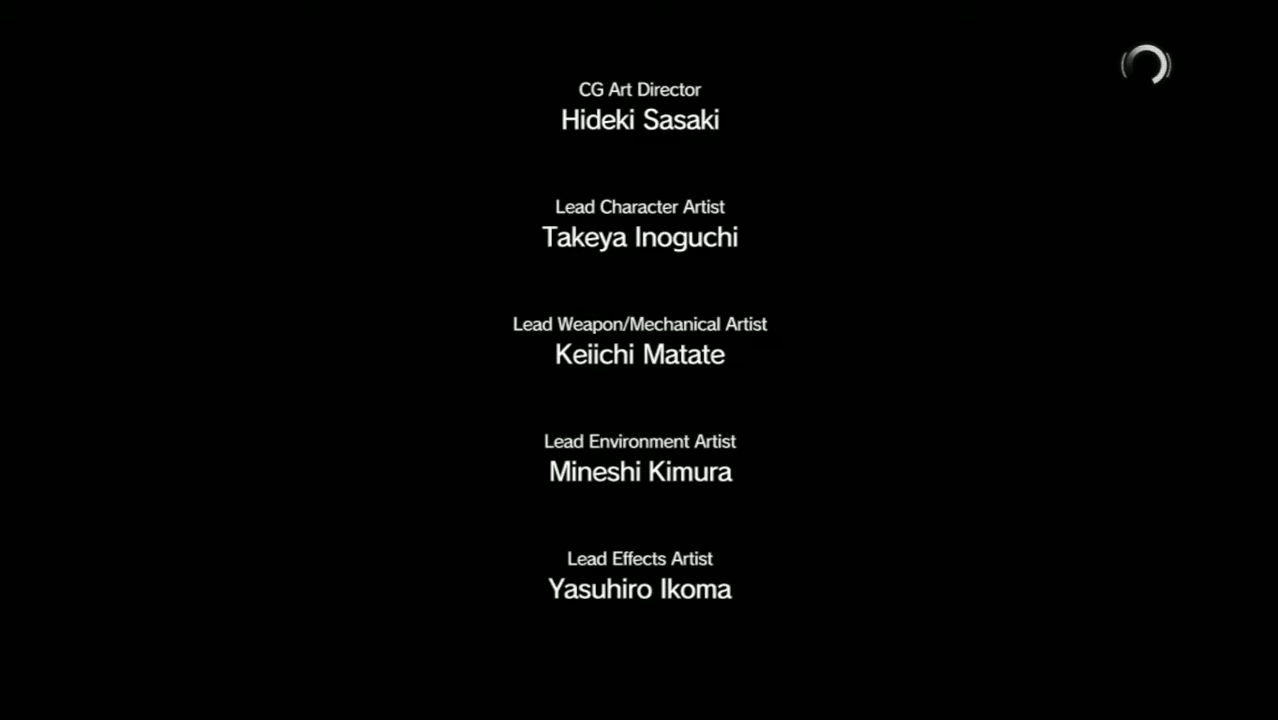 CG Art Director
Hideki Sasaki
Lead Character Artist
Takeya Inoguchi
Lead Weapon/Mechanical Artist
Keiichi Matate
Lead Environment Artist
Mineshi Kimura
Lead Effects Artist
Yasuhiro Ikoma